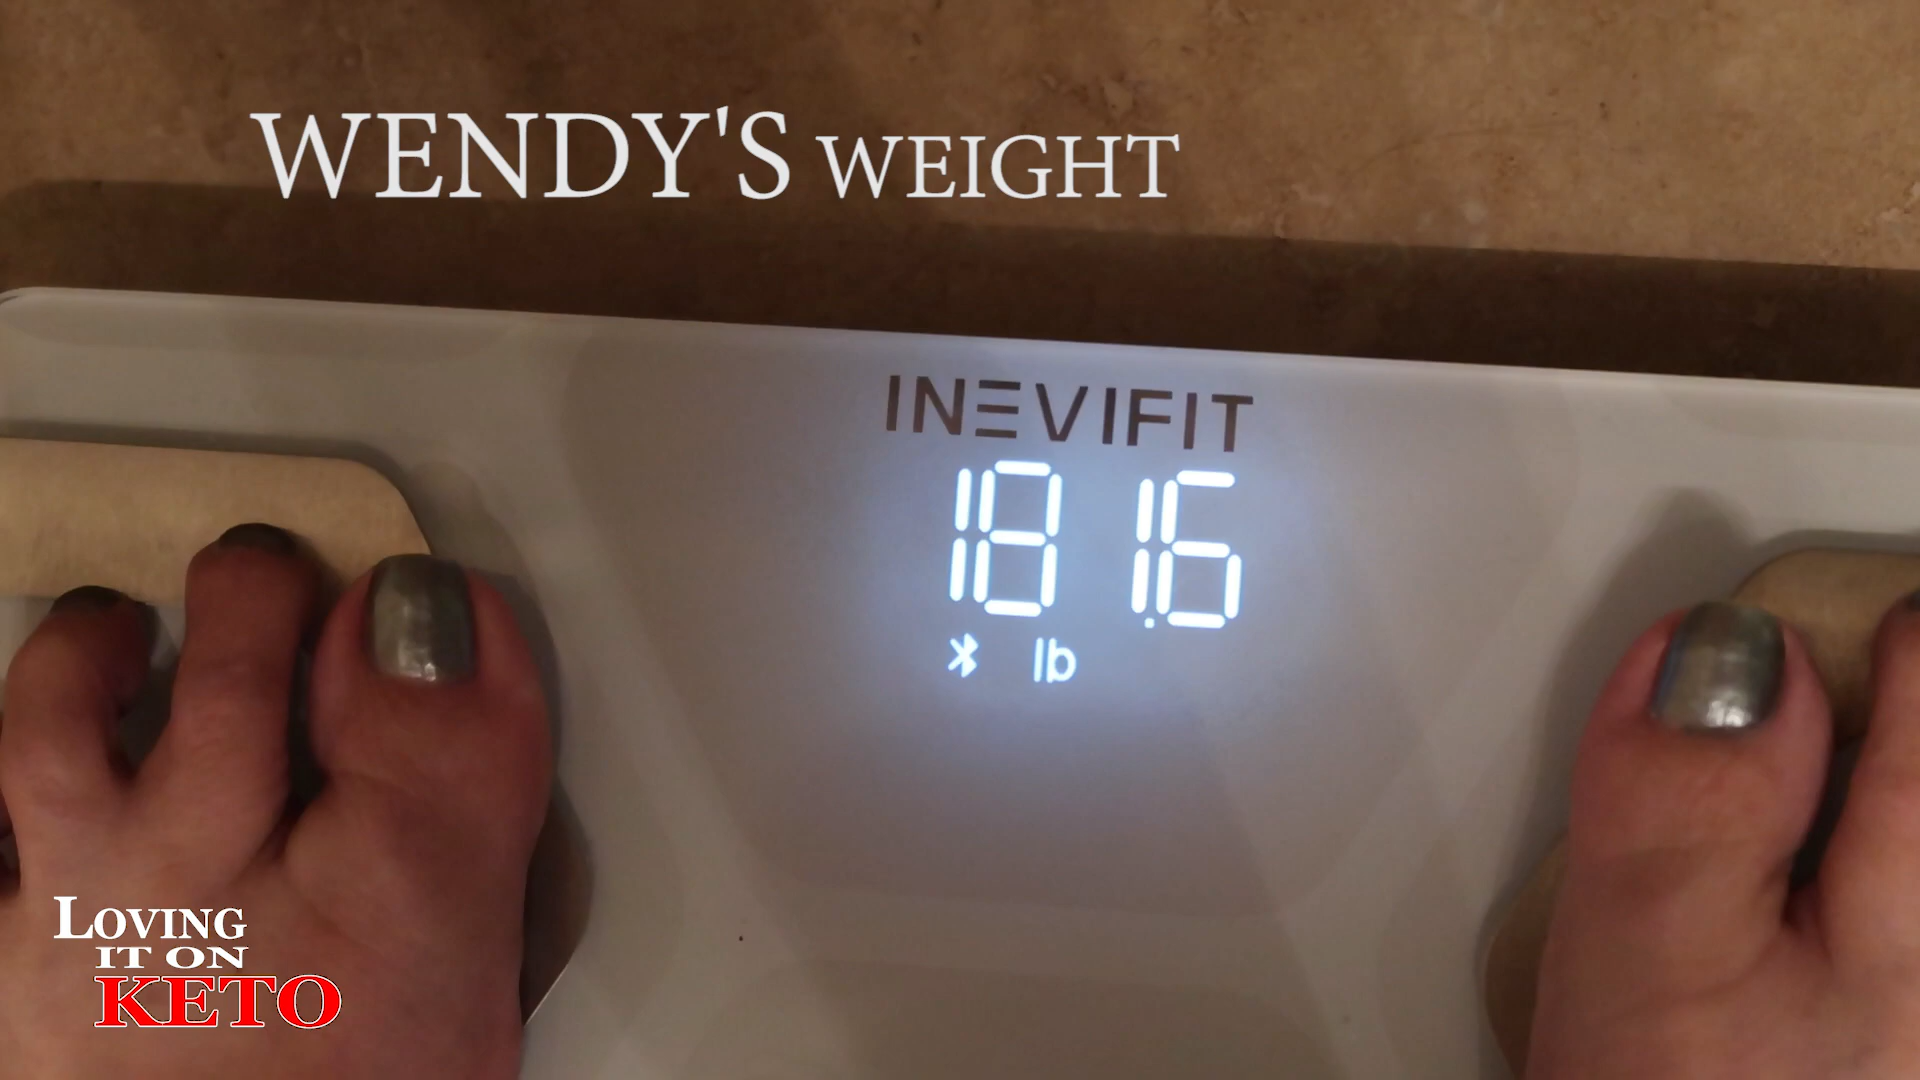 WENDY'S WEIGHT
INEVIFIT
181.6
lb
LOVING
IT ON
KETO